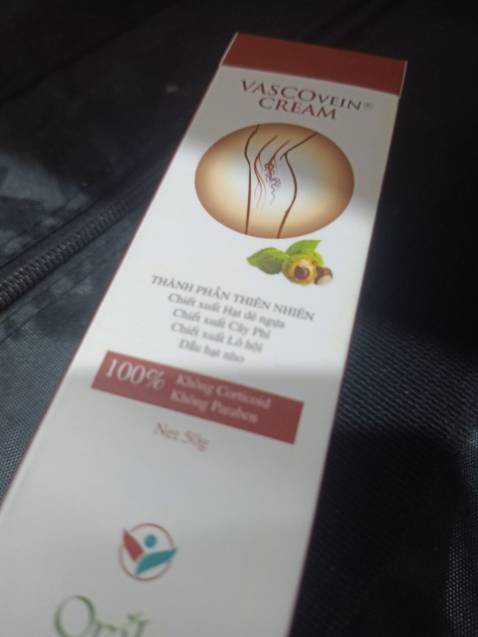 VASCOVEIN®
CREAM
THÀNH PHẦN THIÊN NHIÊN
Chiết xuất Hạt dẻ ngựa
Chiết xuất Cây Phỉ
Chiết xuất Lô hội
Dầu hạt nho
100%
Không Corticoid
Không Paraben
Net 50g